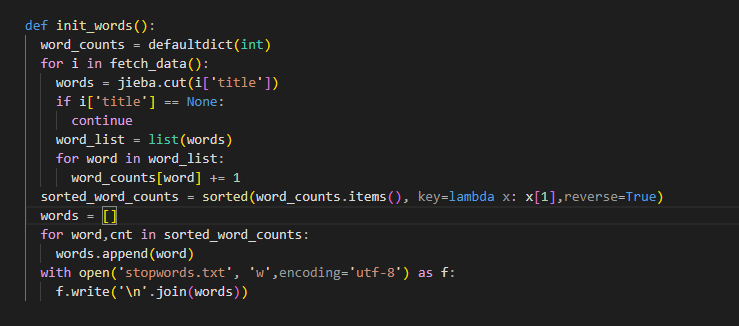 def init_words():
  word_counts = defaultdict(int)
  for i in fetch_data():
    words = jieba.cut(i['title'])
    if i['title'] == None:
      continue
    word_list = list(words)
    for word in word_list:
      word_counts[word] += 1
  sorted_word_counts = sorted(word_counts.items(), key=lambda x: x[1],reverse=True)
  words = []
  for word,cnt in sorted_word_counts:
    words.append(word)
  with open('stopwords.txt', 'w',encoding='utf-8') as f:
    f.write('\n'.join(words))